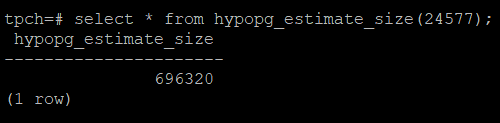 tpch=# select * from hypopg_estimate_size(24577);
hypopg_estimate_size
----------------------
696320
(1 row)